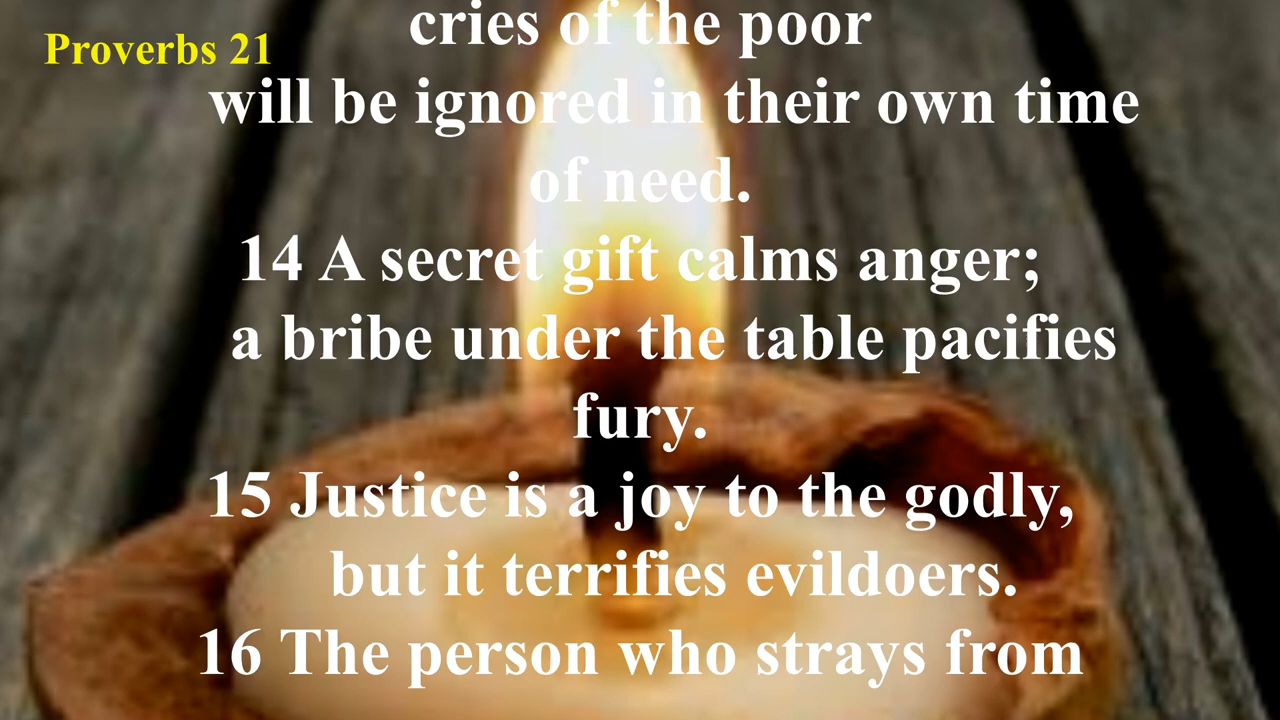 Proverbs 21
cries of the poor
will be ignored in their own time
of need.
14 A secret gift calms anger;
a bribe under the table pacifies
fury.
15 Justice is a joy to the godly,
but it terrifies evildoers.
16 The person who strays from